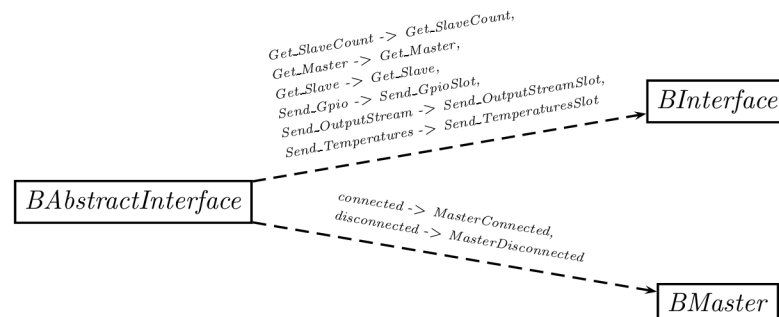 Get_SlaveCount -> Get_SlaveCount,
Get_Master -> Get_Master,
Get_Slave -> Get_Slave,
Send_Gpio -> Send_GpioSlot,
Send_OutputStream -> Send_OutputStreamSlot,
Send_Temperatures -> Send_TemperaturesSlot
BInterface
BAbstractInterface
connected -> MasterConnected,
disconnected -> MasterDisconnected
BMaster